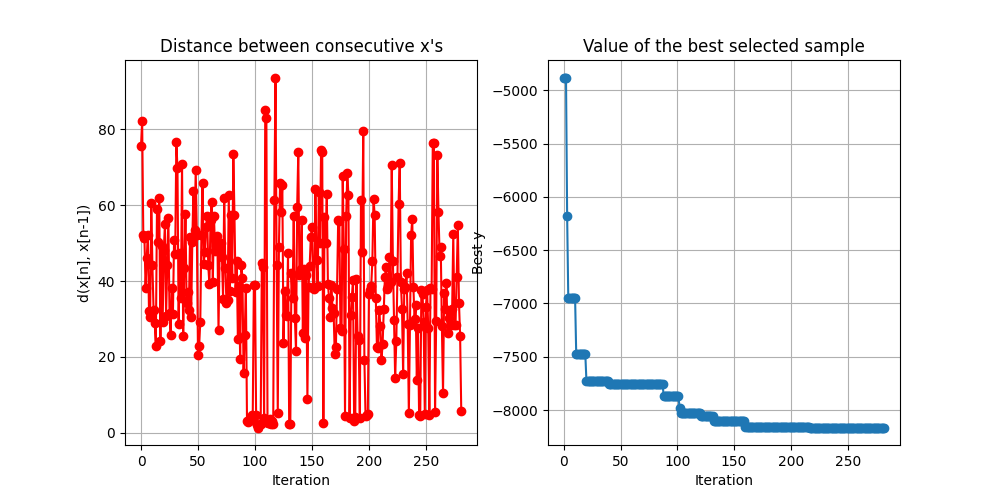 Distance between consecutive x's
d(x[n], x[n-1])
80
60
40
20
0
0 50 100 150 200 250
Iteration
Value of the best selected sample
Best y
−5000
−5500
−6000
−6500
−7000
−7500
−8000
0 50 100 150 200 250
Iteration